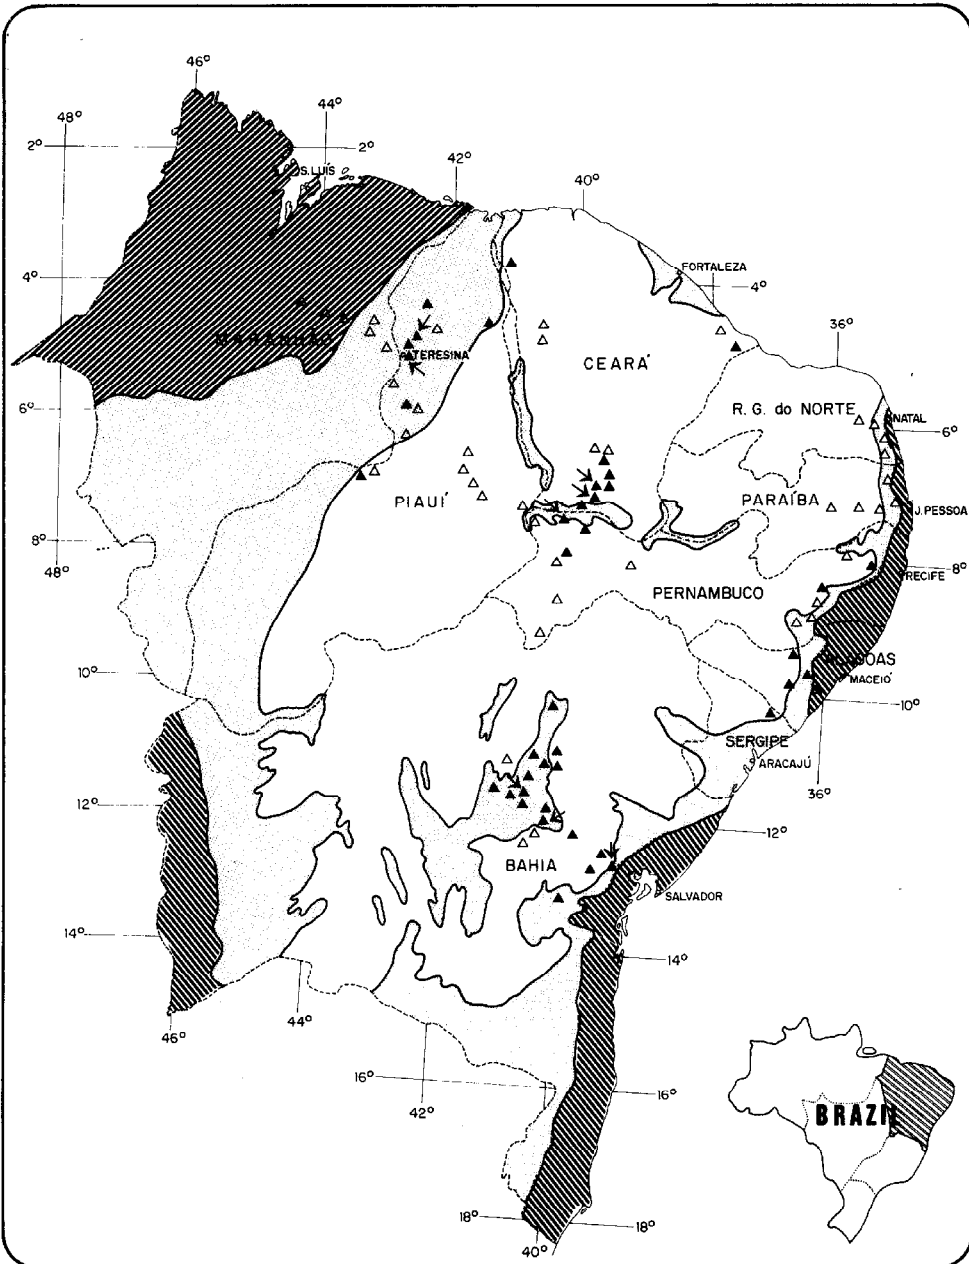 46°
48°
44°
2°
2°
42°
S. LUÍS
40°
4°
FORTALEZA
4°
36°
MARANHÃO
TERESINA
CEARÁ
6°
R. G. do NORTE
NATAL
6°
PIAUÍ
PARAÍBA
J. PESSOA
8°
48°
8°
RECIFE
PERNAMBUCO
10°
ALAGOAS
MACEIÓ
10°
SERGIPE
ARACAJÚ
36°
12°
12°
BAHIA
SALVADOR
14°
14°
44°
46°
16°
42°
16°
BRAZIL
18°
40°
18°